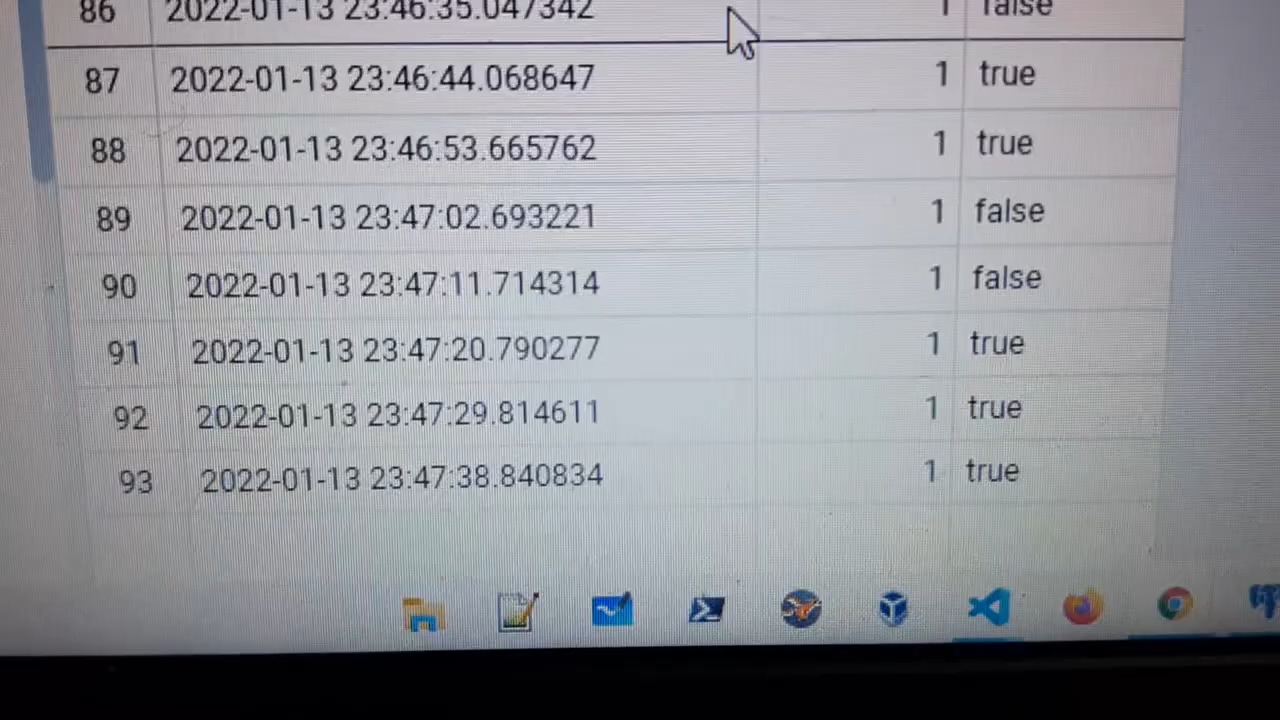 86 2022-01-13 23:46:35.047342 1 false
87 2022-01-13 23:46:44.068647 1 true
88 2022-01-13 23:46:53.665762 1 true
89 2022-01-13 23:47:02.693221 1 false
90 2022-01-13 23:47:11.714314 1 false
91 2022-01-13 23:47:20.790277 1 true
92 2022-01-13 23:47:29.814611 1 true
93 2022-01-13 23:47:38.840834 1 true